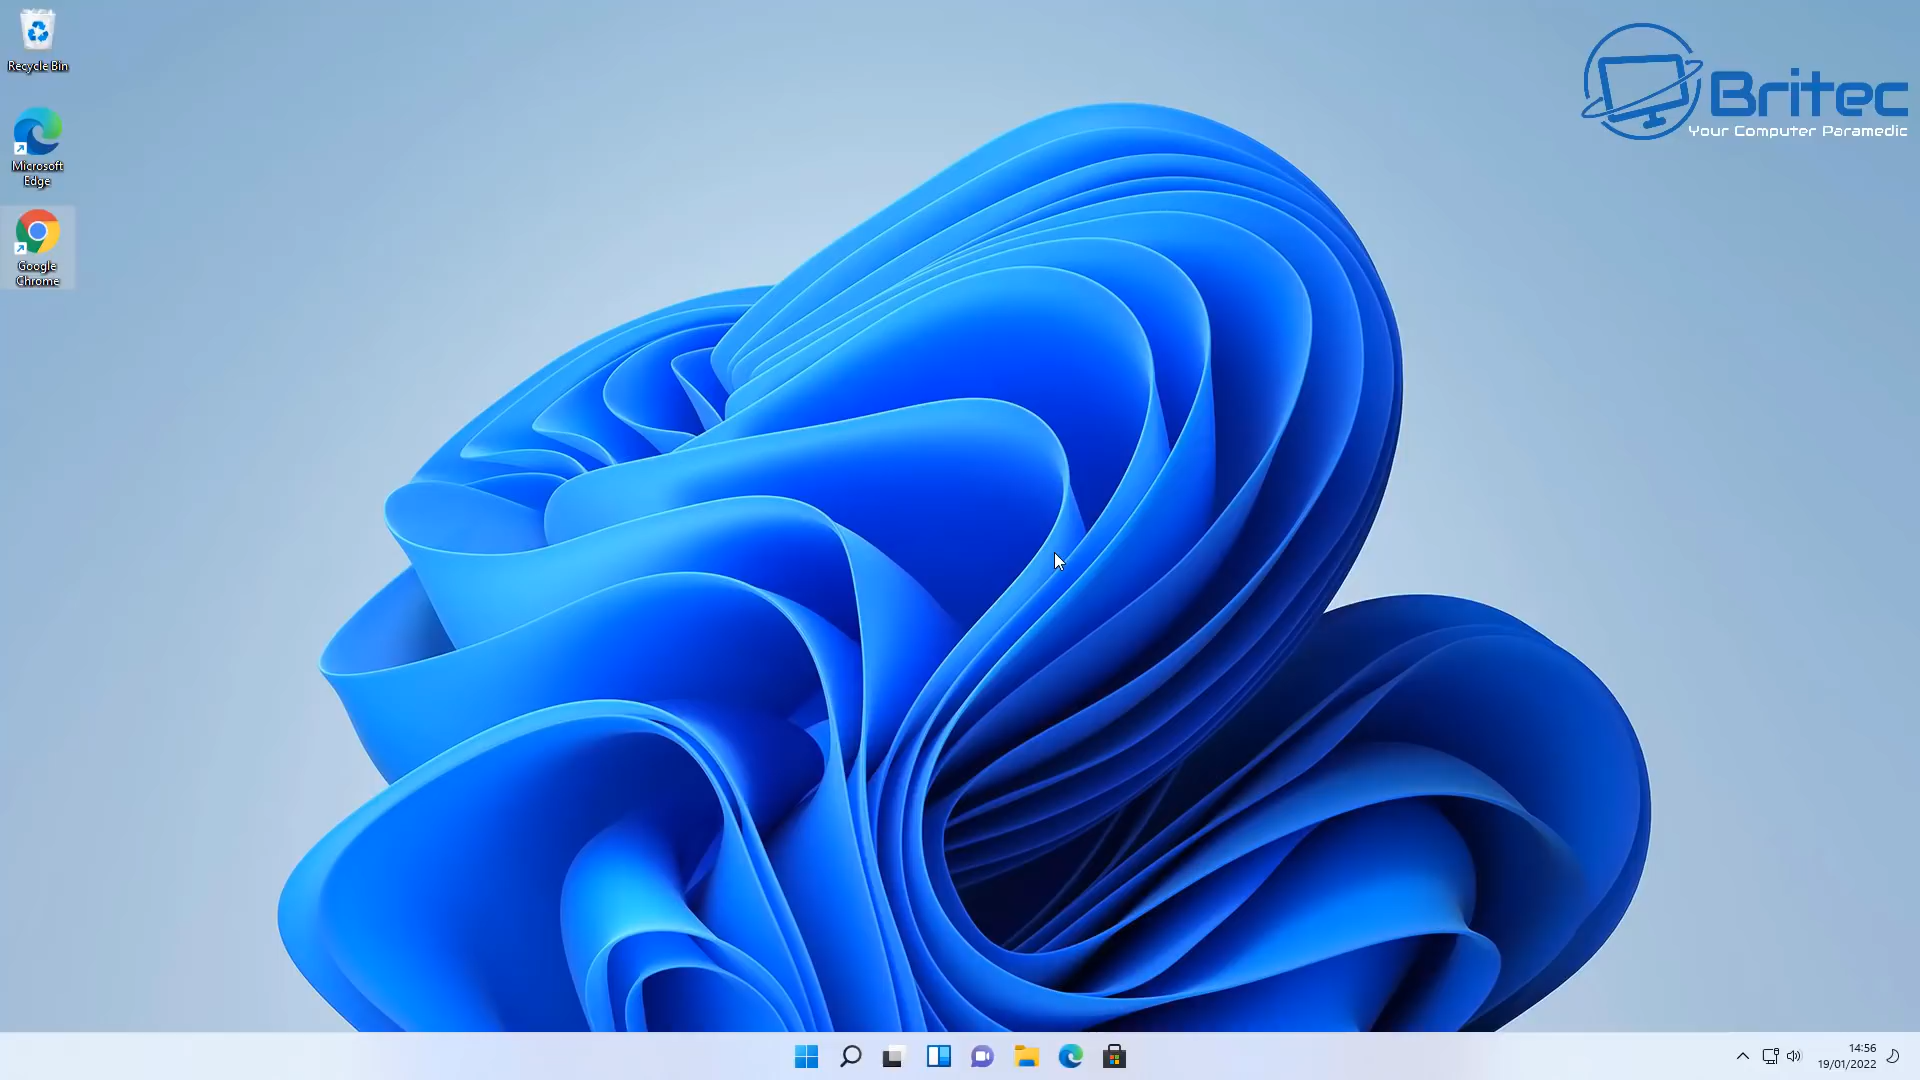 Recycle Bin
Microsoft
Edge
Google
Chrome
Britec
Your Computer Paramedic
14:56
19/01/2022